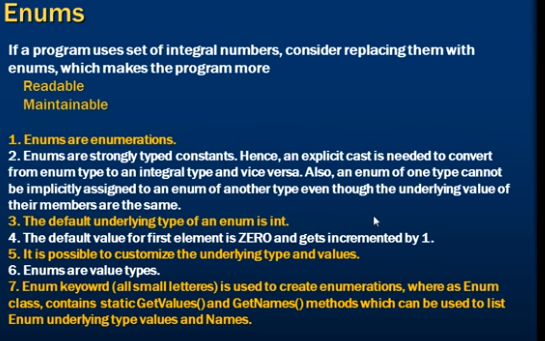 Enums
If a program uses set of integral numbers, consider replacing them with
enums, which makes the program more
Readable
Maintainable
1. Enums are enumerations.
2. Enums are strongly typed constants. Hence, an explicit cast is needed to convert
from enum type to an integral type and vice versa. Also, an enum of one type cannot
be implicitly assigned to an enum of another type even though the underlying value of
their members are the same.
3. The default underlying type of an enum is int.
4. The default value for first element is ZERO and gets incremented by 1.
5. It is possible to customize the underlying type and values.
6. Enums are value types.
7. Enum keyowrd (all small letteres) is used to create enumerations, where as Enum
class, contains static GetValues() and GetNames() methods which can be used to list
Enum underlying type values and Names.